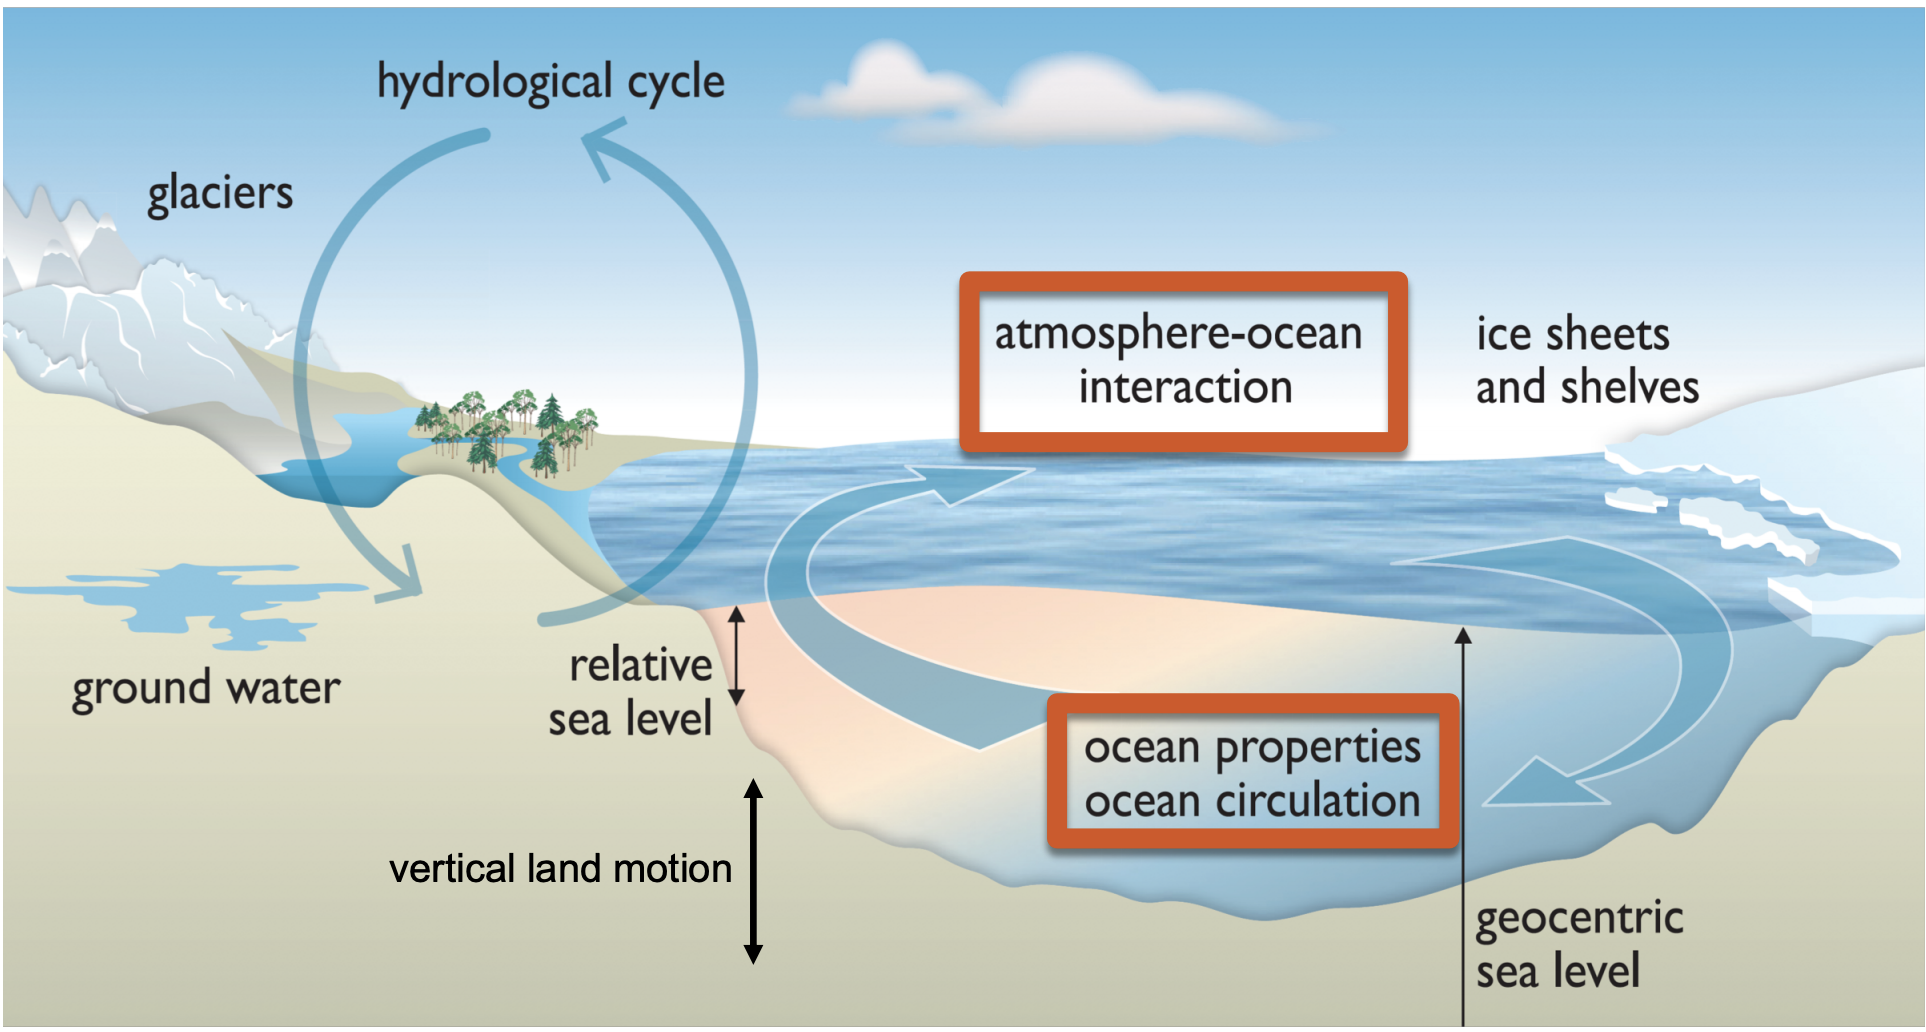 hydrological cycle
glaciers
atmosphere-ocean
interaction
ice sheets
and shelves
ground water
relative
sea level
ocean properties
ocean circulation
vertical land motion
geocentric
sea level